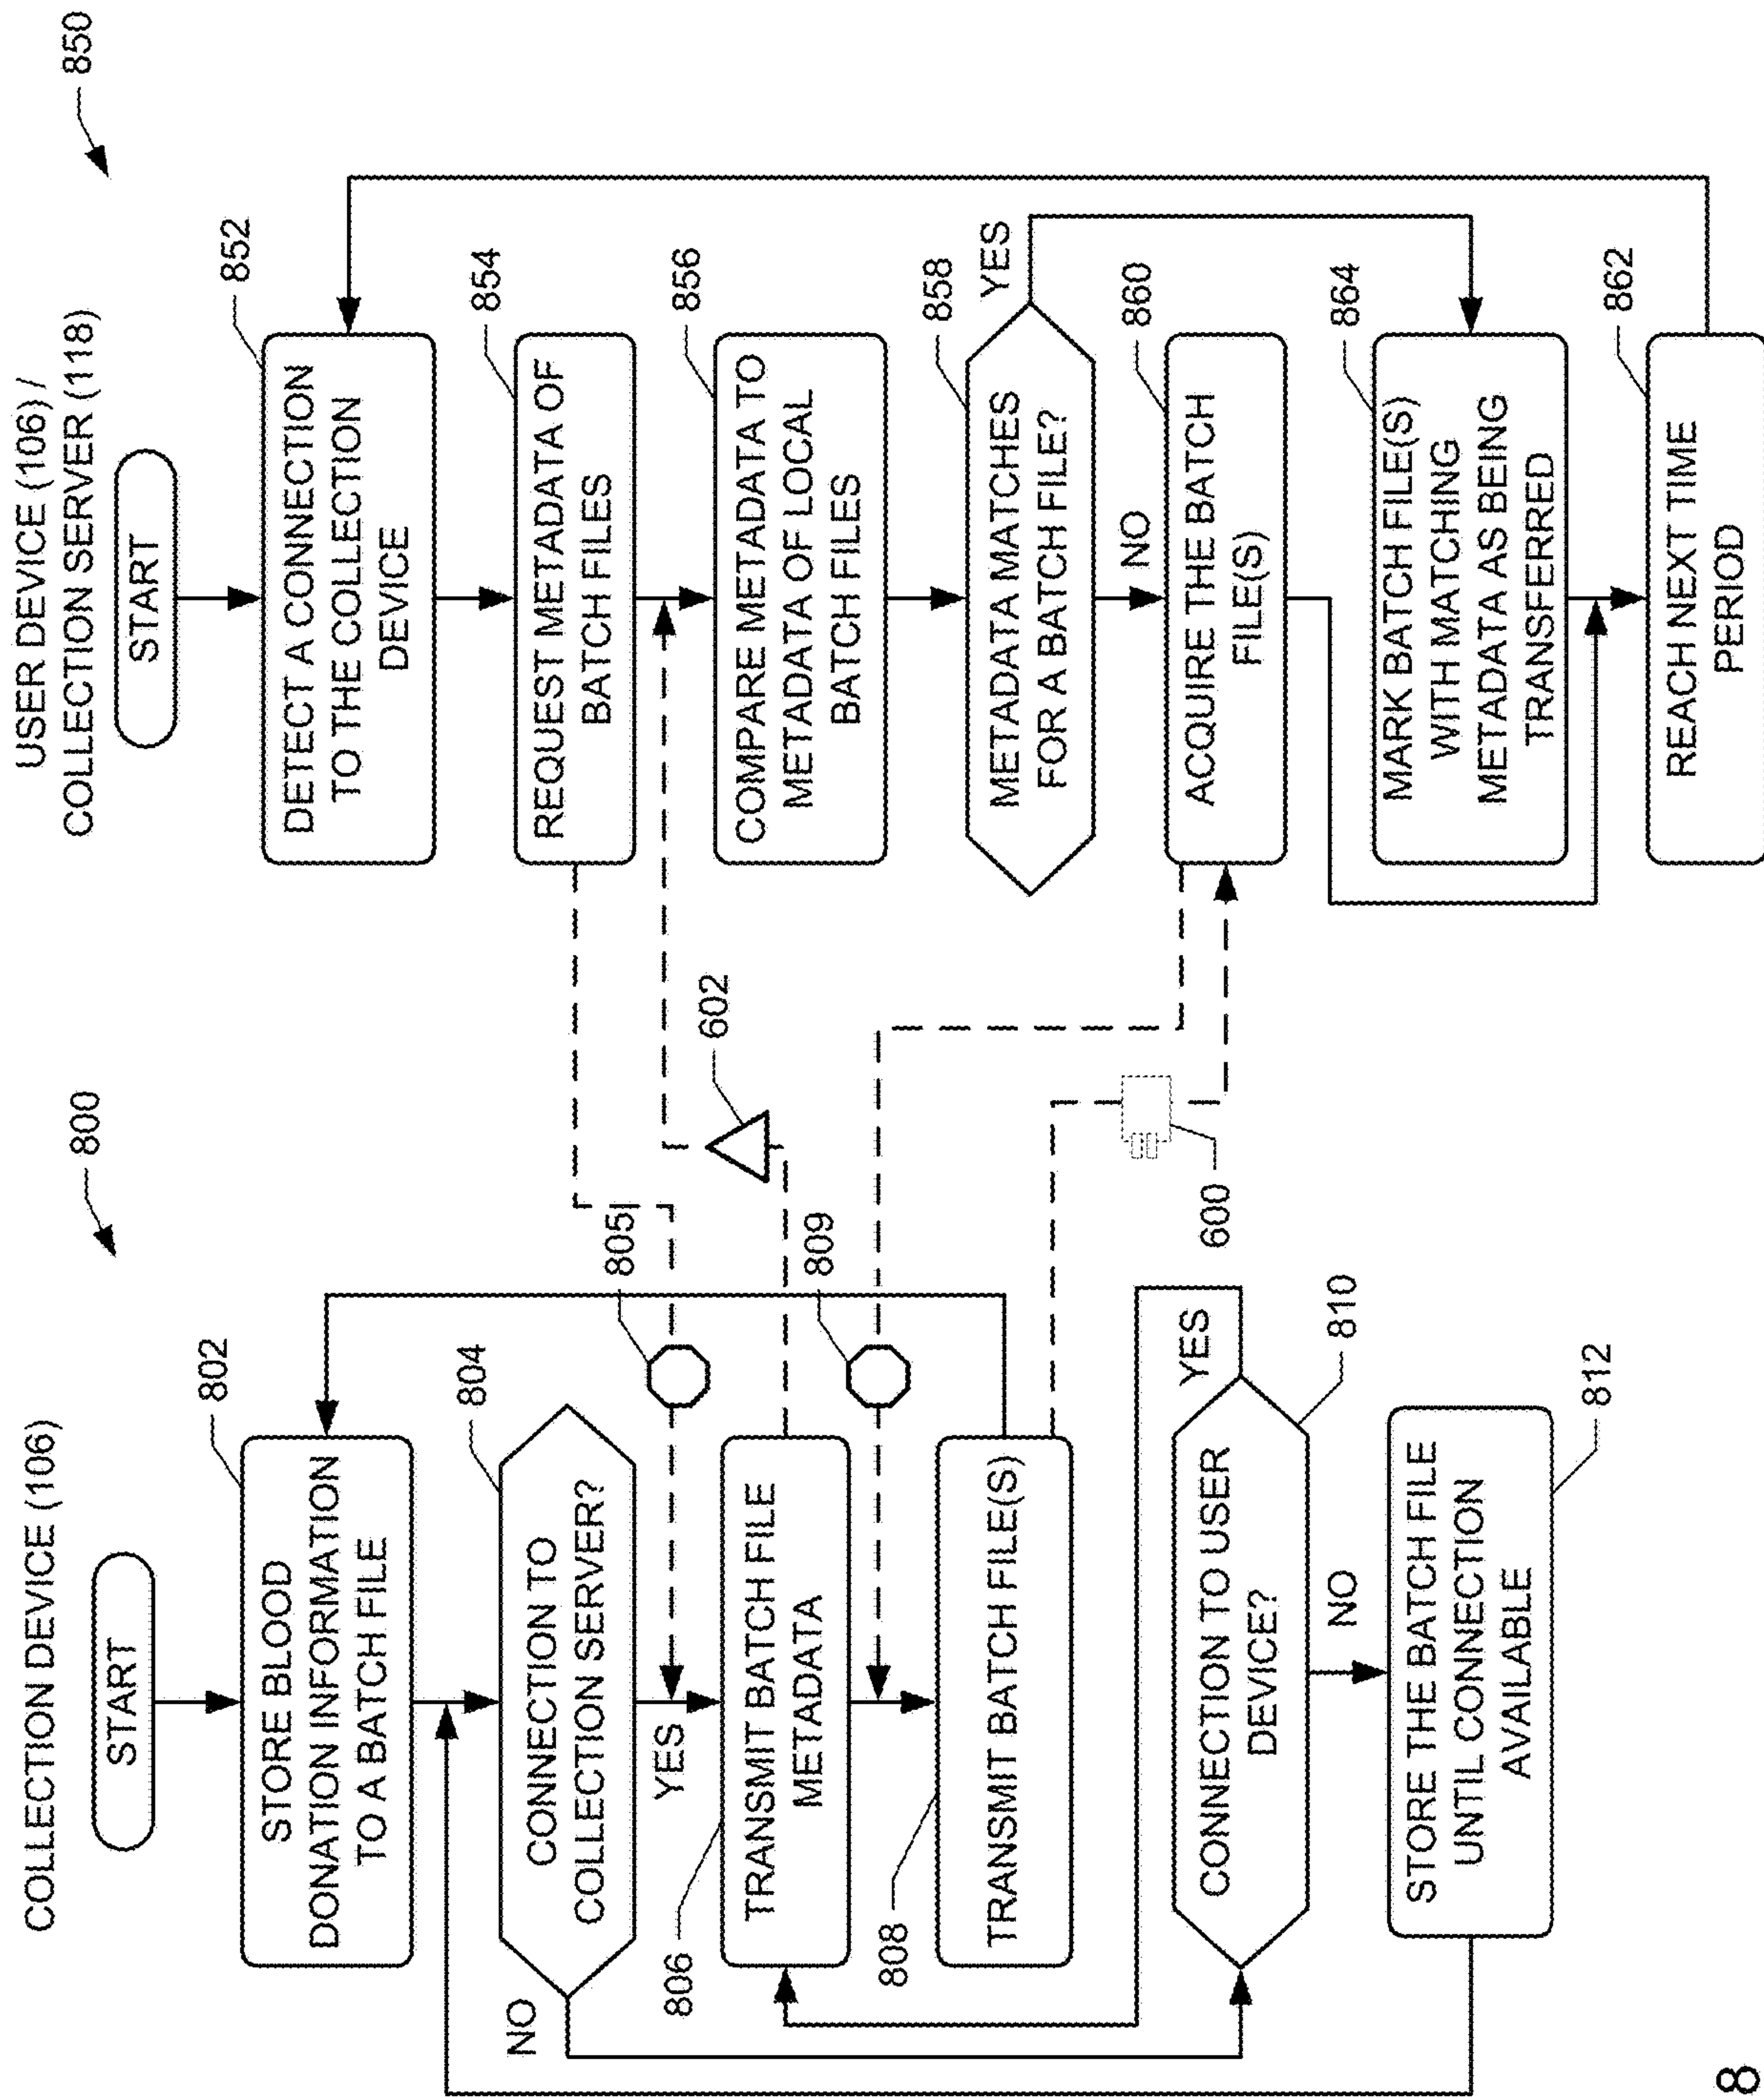 COLLECTION DEVICE (106)
800
START
802
STORE BLOOD
DONATION INFORMATION
TO A BATCH FILE
804
CONNECTION TO
COLLECTION SERVER?
NO
YES
805
806
TRANSMIT BATCH FILE
METADATA
602
809
808
TRANSMIT BATCH FILE(S)
600
YES
810
CONNECTION TO USER
DEVICE?
NO
812
STORE THE BATCH FILE
UNTIL CONNECTION
AVAILABLE
USER DEVICE (106) /
COLLECTION SERVER (118)
850
START
852
DETECT A CONNECTION
TO THE COLLECTION
DEVICE
854
REQUEST METADATA OF
BATCH FILES
856
COMPARE METADATA TO
METADATA OF LOCAL
BATCH FILES
858
METADATA MATCHES
FOR A BATCH FILE?
YES
NO
860
ACQUIRE THE BATCH
FILE(S)
864
MARK BATCH FILE(S)
WITH MATCHING
METADATA AS BEING
TRANSFERRED
862
REACH NEXT TIME
PERIOD
8